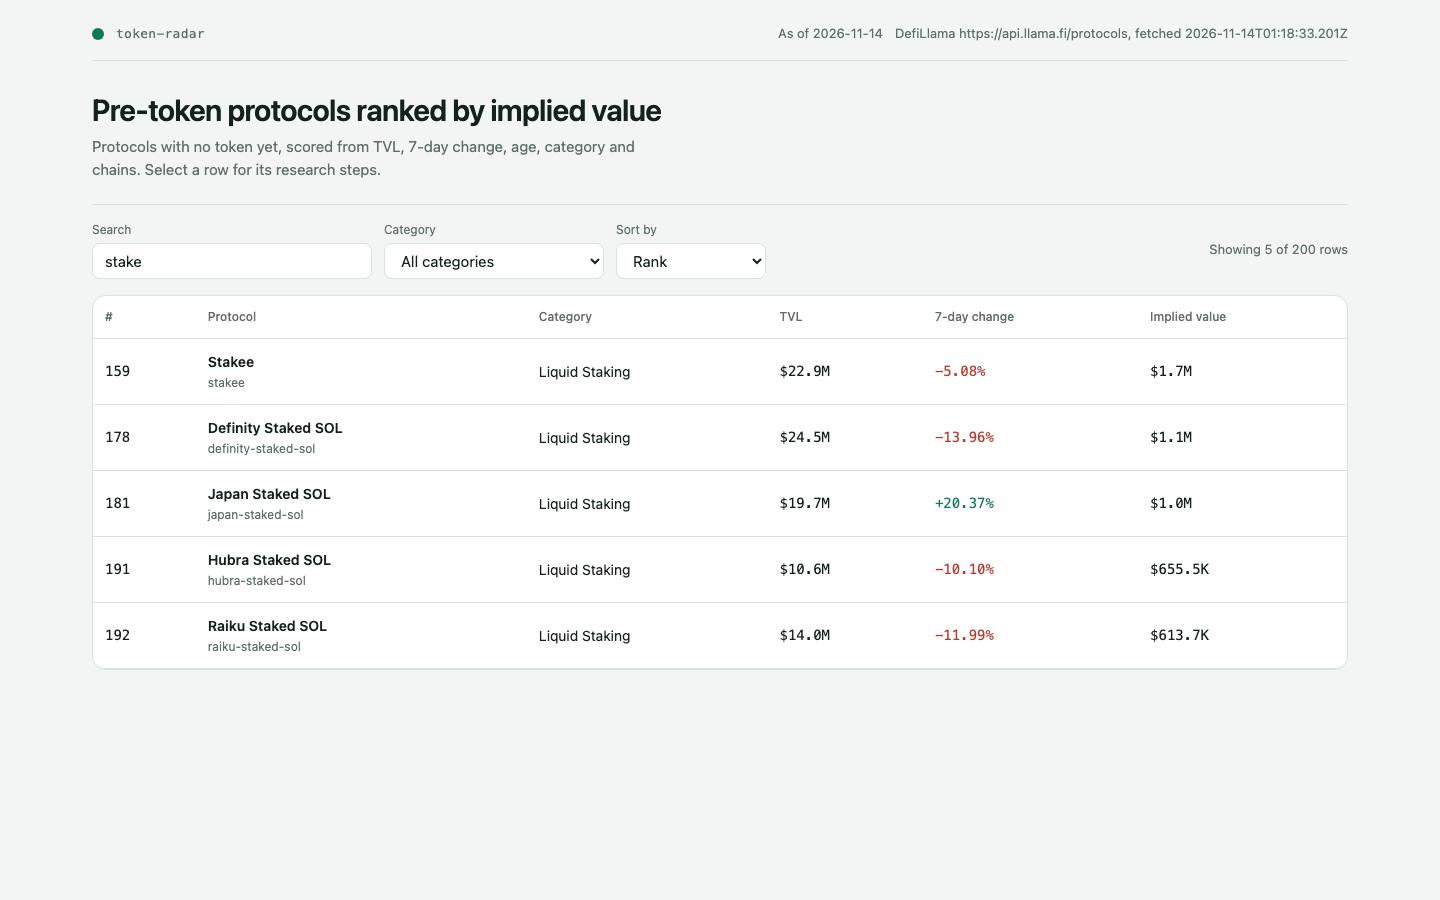 token-radar
As of 2026-11-14 DefiLlama https://api.llama.fi/protocols, fetched 2026-11-14T01:18:33.201Z
Pre-token protocols ranked by implied value
Protocols with no token yet, scored from TVL, 7-day change, age, category and
chains. Select a row for its research steps.
Search Category Sort by
stake All categories Rank
Showing 5 of 200 rows
# Protocol Category TVL 7-day change Implied value
159 Stakee Liquid Staking $22.9M −5.08% $1.7M
stakee
178 Definity Staked SOL Liquid Staking $24.5M −13.96% $1.1M
definity-staked-sol
181 Japan Staked SOL Liquid Staking $19.7M +20.37% $1.0M
japan-staked-sol
191 Hubra Staked SOL Liquid Staking $10.6M −10.10% $655.5K
hubra-staked-sol
192 Raiku Staked SOL Liquid Staking $14.0M −11.99% $613.7K
raiku-staked-sol